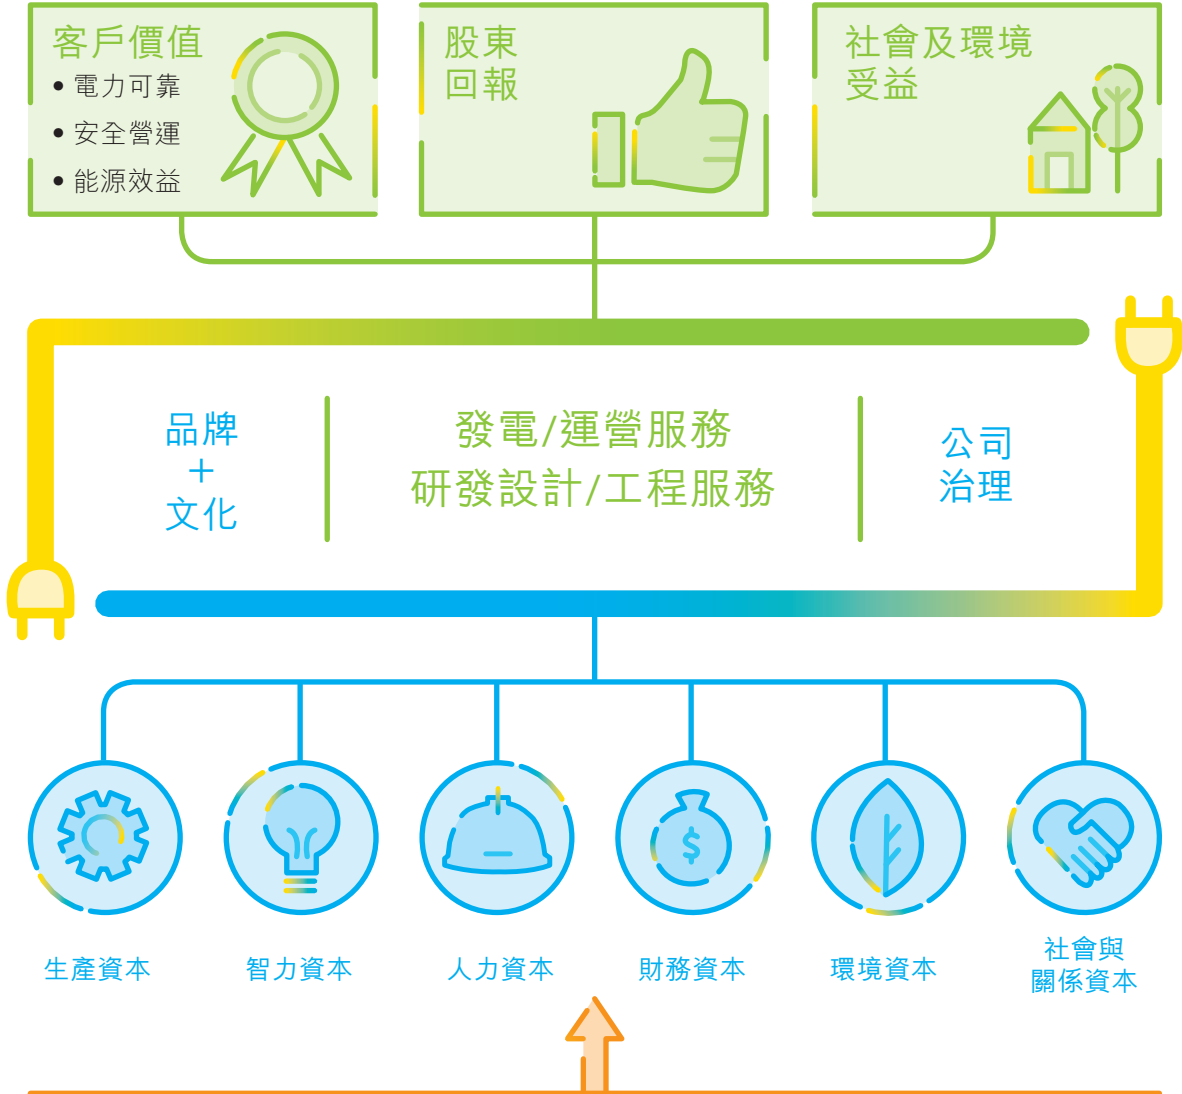 客戶價值
• 電力可靠
• 安全營運
• 能源效益
股東
回報
社會及環境
受益
品牌
+
文化
發電/運營服務
研發設計/工程服務
公司
治理
$
生產資本
智力資本
人力資本
財務資本
環境資本
社會與
關係資本